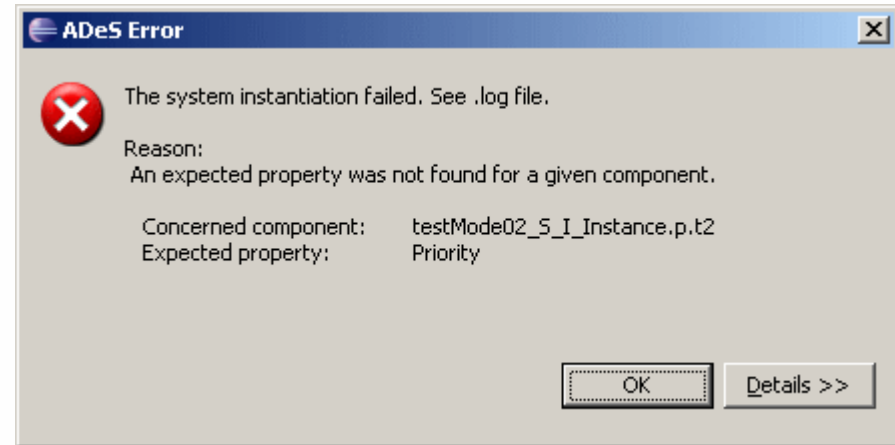 ADeS Error
The system instantiation failed. See .log file.
Reason:
An expected property was not found for a given component.
Concerned component: testMode02_S_I_Instance.p.t2
Expected property: Priority
OK Details >>